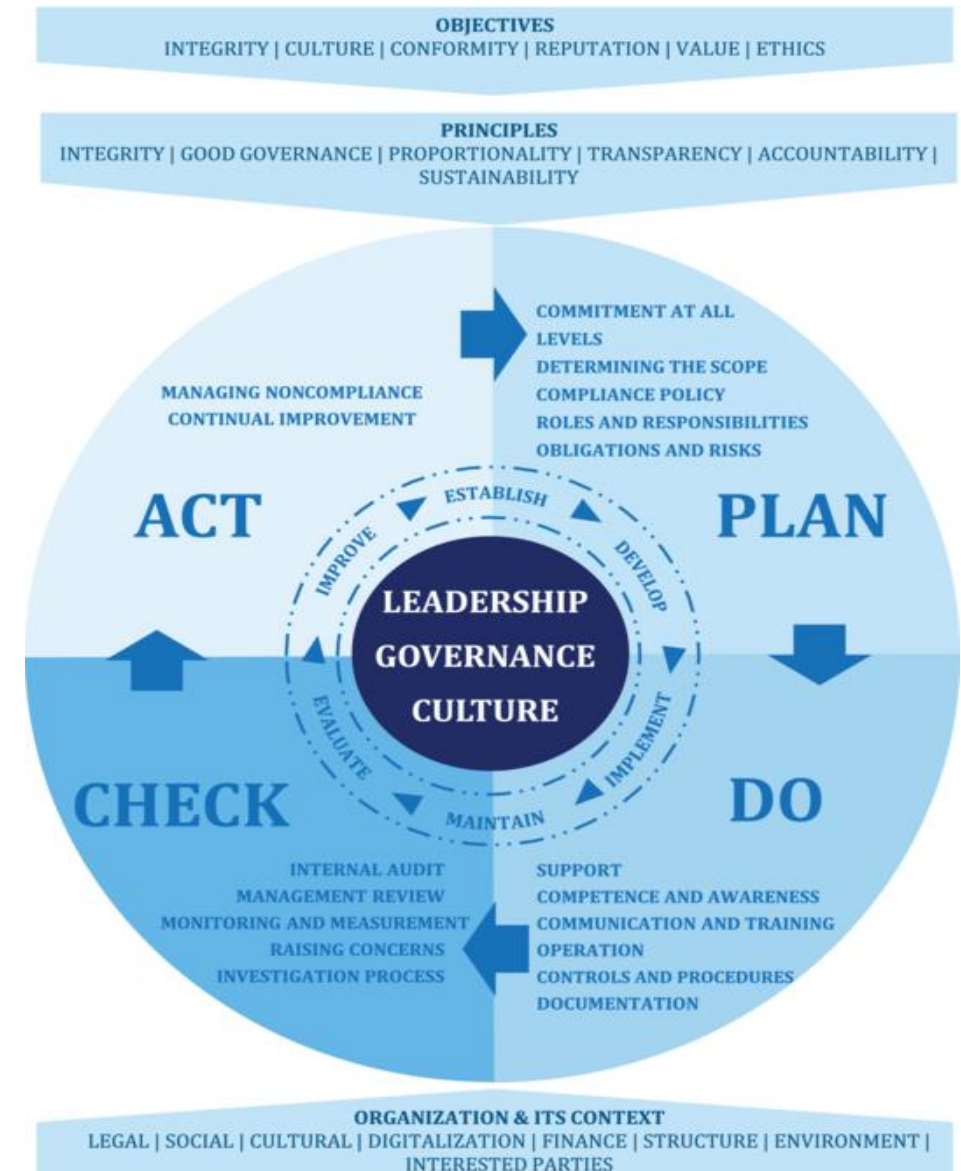 OBJECTIVES
INTEGRITY | CULTURE | CONFORMITY | REPUTATION | VALUE | ETHICS
PRINCIPLES
INTEGRITY | GOOD GOVERNANCE | PROPORTIONALITY | TRANSPARENCY | ACCOUNTABILITY |
SUSTAINABILITY
MANAGING NONCOMPLIANCE
CONTINUAL IMPROVEMENT
ACT
COMMITMENT AT ALL
LEVELS
DETERMINING THE SCOPE
COMPLIANCE POLICY
ROLES AND RESPONSIBILITIES
OBLIGATIONS AND RISKS
PLAN
ESTABLISH
DEVELOP
IMPLEMENT
MAINTAIN
EVALUATE
IMPROVE
LEADERSHIP
GOVERNANCE
CULTURE
CHECK
INTERNAL AUDIT
MANAGEMENT REVIEW
MONITORING AND MEASUREMENT
RAISING CONCERNS
INVESTIGATION PROCESS
DO
SUPPORT
COMPETENCE AND AWARENESS
COMMUNICATION AND TRAINING
OPERATION
CONTROLS AND PROCEDURES
DOCUMENTATION
ORGANIZATION & ITS CONTEXT
LEGAL | SOCIAL | CULTURAL | DIGITALIZATION | FINANCE | STRUCTURE | ENVIRONMENT |
INTERESTED PARTIES